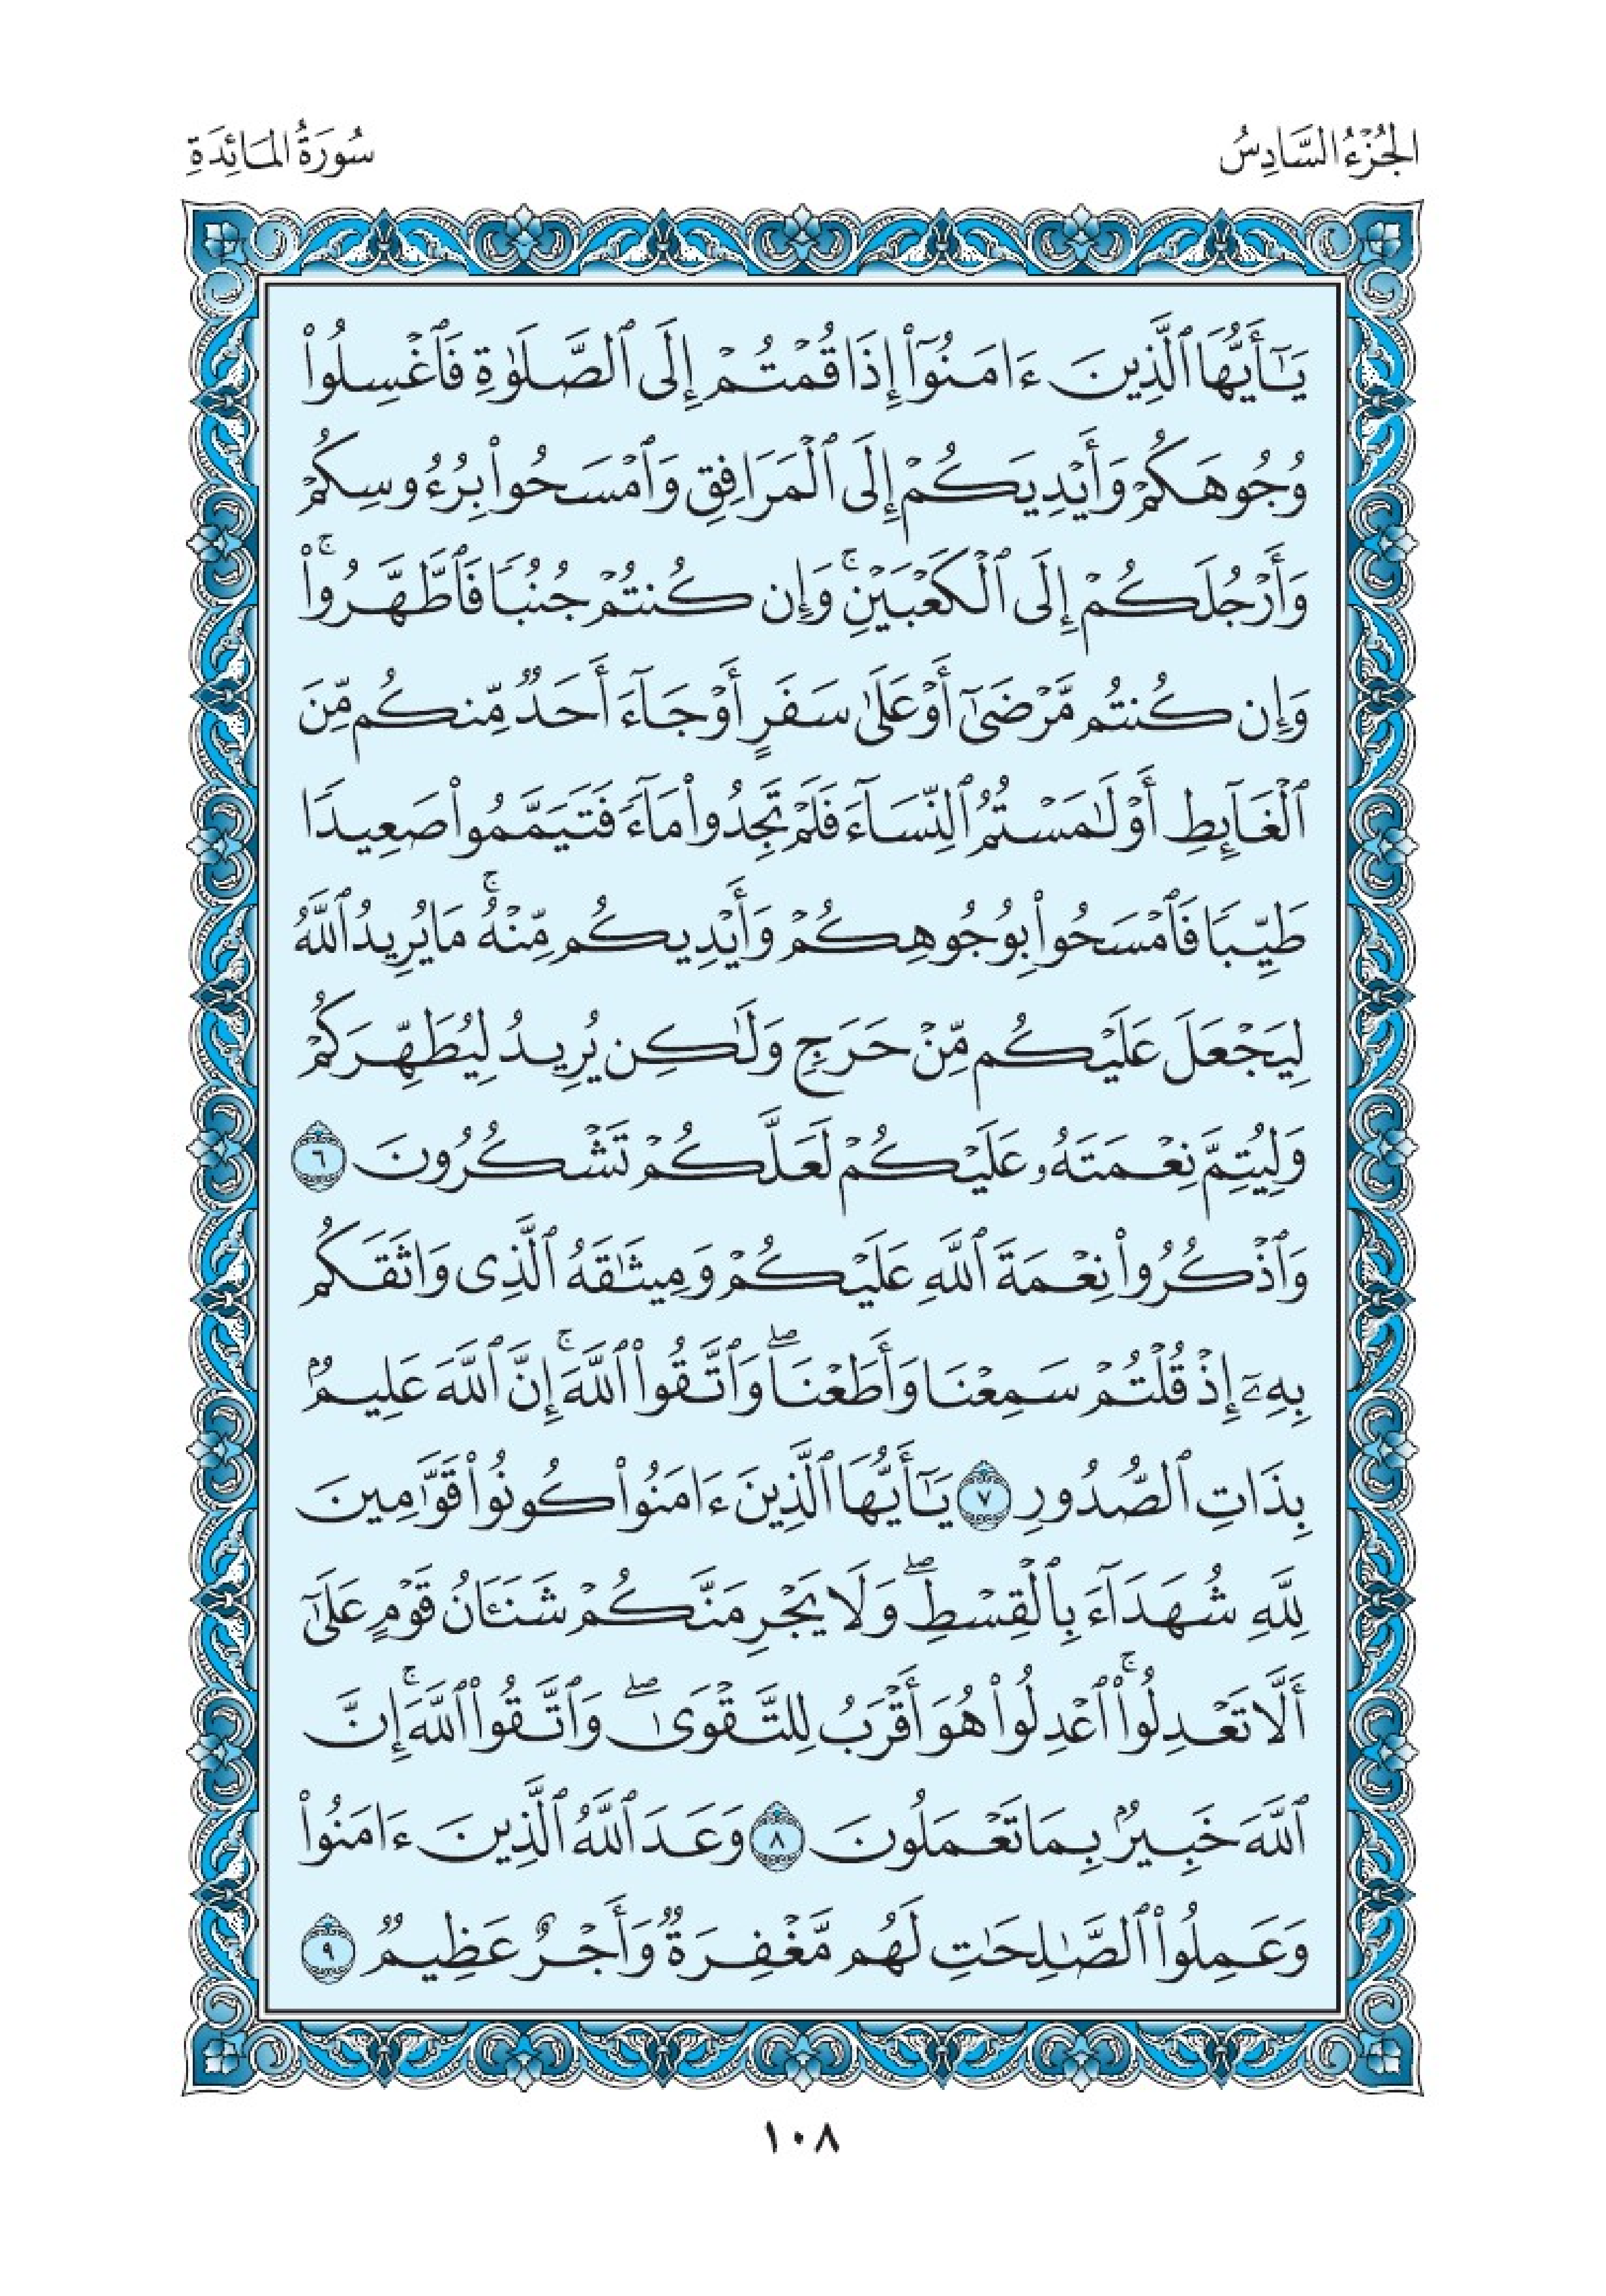 الجُزْءُ السَّادِسُ
سُورَةُ المَائِدَةِ
يَٰٓأَيُّهَا ٱلَّذِينَ ءَامَنُوٓاْ إِذَا قُمۡتُمۡ إِلَى ٱلصَّلَوٰةِ فَٱغۡسِلُواْ
وُجُوهَكُمۡ وَأَيۡدِيَكُمۡ إِلَى ٱلۡمَرَافِقِ وَٱمۡسَحُواْ بِرُءُوسِكُمۡ
وَأَرۡجُلَكُمۡ إِلَى ٱلۡكَعۡبَيۡنِۚ وَإِن كُنتُمۡ جُنُبٗا فَٱطَّهَّرُواْۚ
وَإِن كُنتُم مَّرۡضَىٰٓ أَوۡ عَلَىٰ سَفَرٍ أَوۡ جَآءَ أَحَدٞ مِّنكُم مِّنَ
ٱلۡغَآئِطِ أَوۡ لَٰمَسۡتُمُ ٱلنِّسَآءَ فَلَمۡ تَجِدُواْ مَآءٗ فَتَيَمَّمُواْ صَعِيدٗا
طَيِّبٗا فَٱمۡسَحُواْ بِوُجُوهِكُمۡ وَأَيۡدِيكُم مِّنۡهُۚ مَا يُرِيدُ ٱللَّهُ
لِيَجۡعَلَ عَلَيۡكُم مِّنۡ حَرَجٖ وَلَٰكِن يُرِيدُ لِيُطَهِّرَكُمۡ
وَلِيُتِمَّ نِعۡمَتَهُۥ عَلَيۡكُمۡ لَعَلَّكُمۡ تَشۡكُرُونَ ٦
وَٱذۡكُرُواْ نِعۡمَةَ ٱللَّهِ عَلَيۡكُمۡ وَمِيثَٰقَهُ ٱلَّذِي وَاثَقَكُم
بِهِۦٓ إِذۡ قُلۡتُمۡ سَمِعۡنَا وَأَطَعۡنَاۖ وَٱتَّقُواْ ٱللَّهَۚ إِنَّ ٱللَّهَ عَلِيمُۢ
بِذَاتِ ٱلصُّدُورِ ٧ يَٰٓأَيُّهَا ٱلَّذِينَ ءَامَنُواْ كُونُواْ قَوَّٰمِينَ
لِلَّهِ شُهَدَآءَ بِٱلۡقِسۡطِۖ وَلَا يَجۡرِمَنَّكُمۡ شَنَـَٔانُ قَوۡمٍ عَلَىٰٓ
أَلَّا تَعۡدِلُواْۚ ٱعۡدِلُواْ هُوَ أَقۡرَبُ لِلتَّقۡوَىٰۖ وَٱتَّقُواْ ٱللَّهَۚ إِنَّ
ٱللَّهَ خَبِيرُۢ بِمَا تَعۡمَلُونَ ٨ وَعَدَ ٱللَّهُ ٱلَّذِينَ ءَامَنُواْ
وَعَمِلُواْ ٱلصَّٰلِحَٰتِ لَهُم مَّغۡفِرَةٞ وَأَجۡرٌ عَظِيمٞ ٩
١٠٨